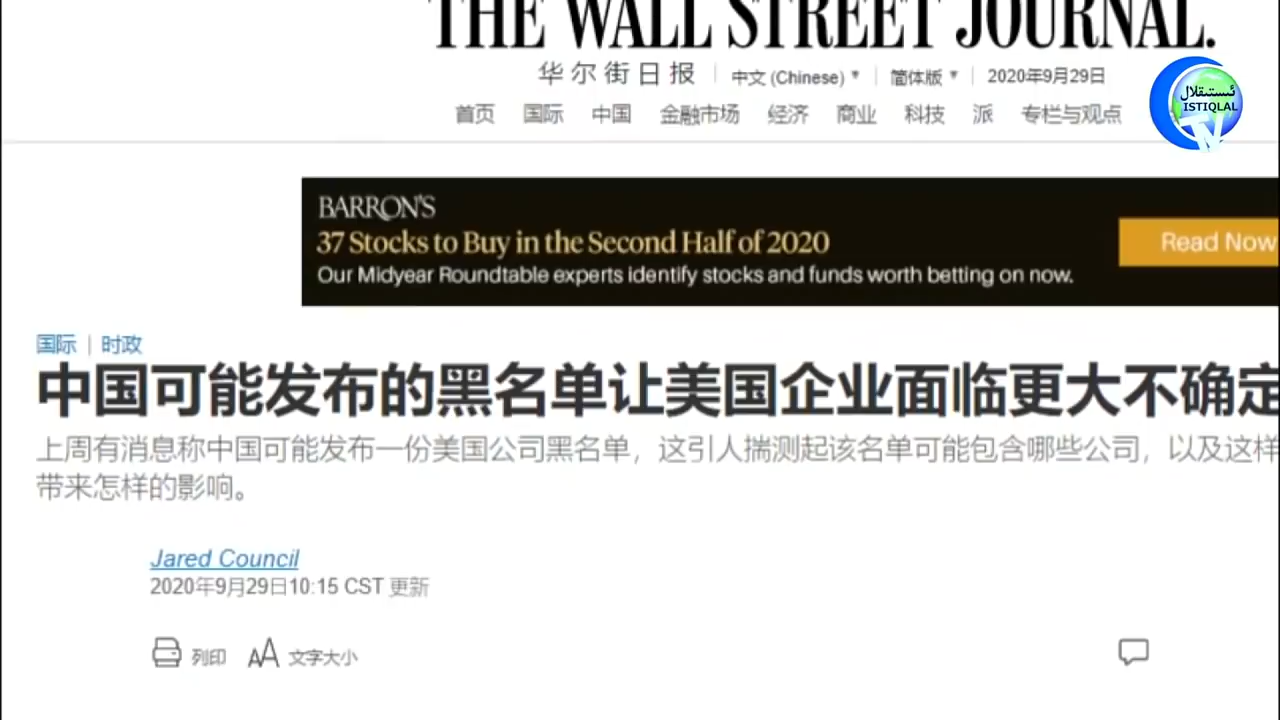 THE WALL STREET JOURNAL.
华尔街日报 | 中文 (Chinese) | 简体版 | 2020年9月29日
ئىستىقلال
ISTIQLAL
TV
首页 国际 中国 金融市场 经济 商业 科技 派 专栏与观点
BARRON'S
37 Stocks to Buy in the Second Half of 2020
Our Midyear Roundtable experts identify stocks and funds worth betting on now.
Read Now
国际 | 时政
中国可能发布的黑名单让美国企业面临更大不确定
上周有消息称中国可能发布一份美国公司黑名单，这引人揣测起该名单可能包含哪些公司，以及这样
带来怎样的影响。
Jared Council
2020年9月29日10:15 CST 更新
列印 AA 文字大小